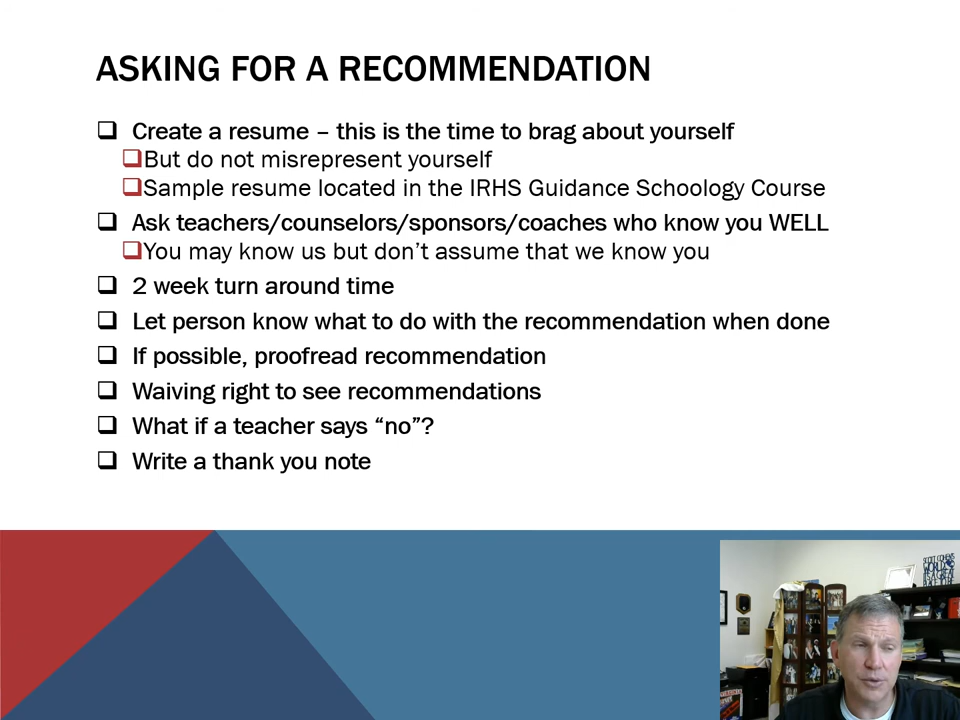 ASKING FOR A RECOMMENDATION
Create a resume – this is the time to brag about yourself
But do not misrepresent yourself
Sample resume located in the IRHS Guidance Schoology Course
Ask teachers/counselors/sponsors/coaches who know you WELL
You may know us but don’t assume that we know you
2 week turn around time
Let person know what to do with the recommendation when done
If possible, proofread recommendation
Waiving right to see recommendations
What if a teacher says “no”?
Write a thank you note